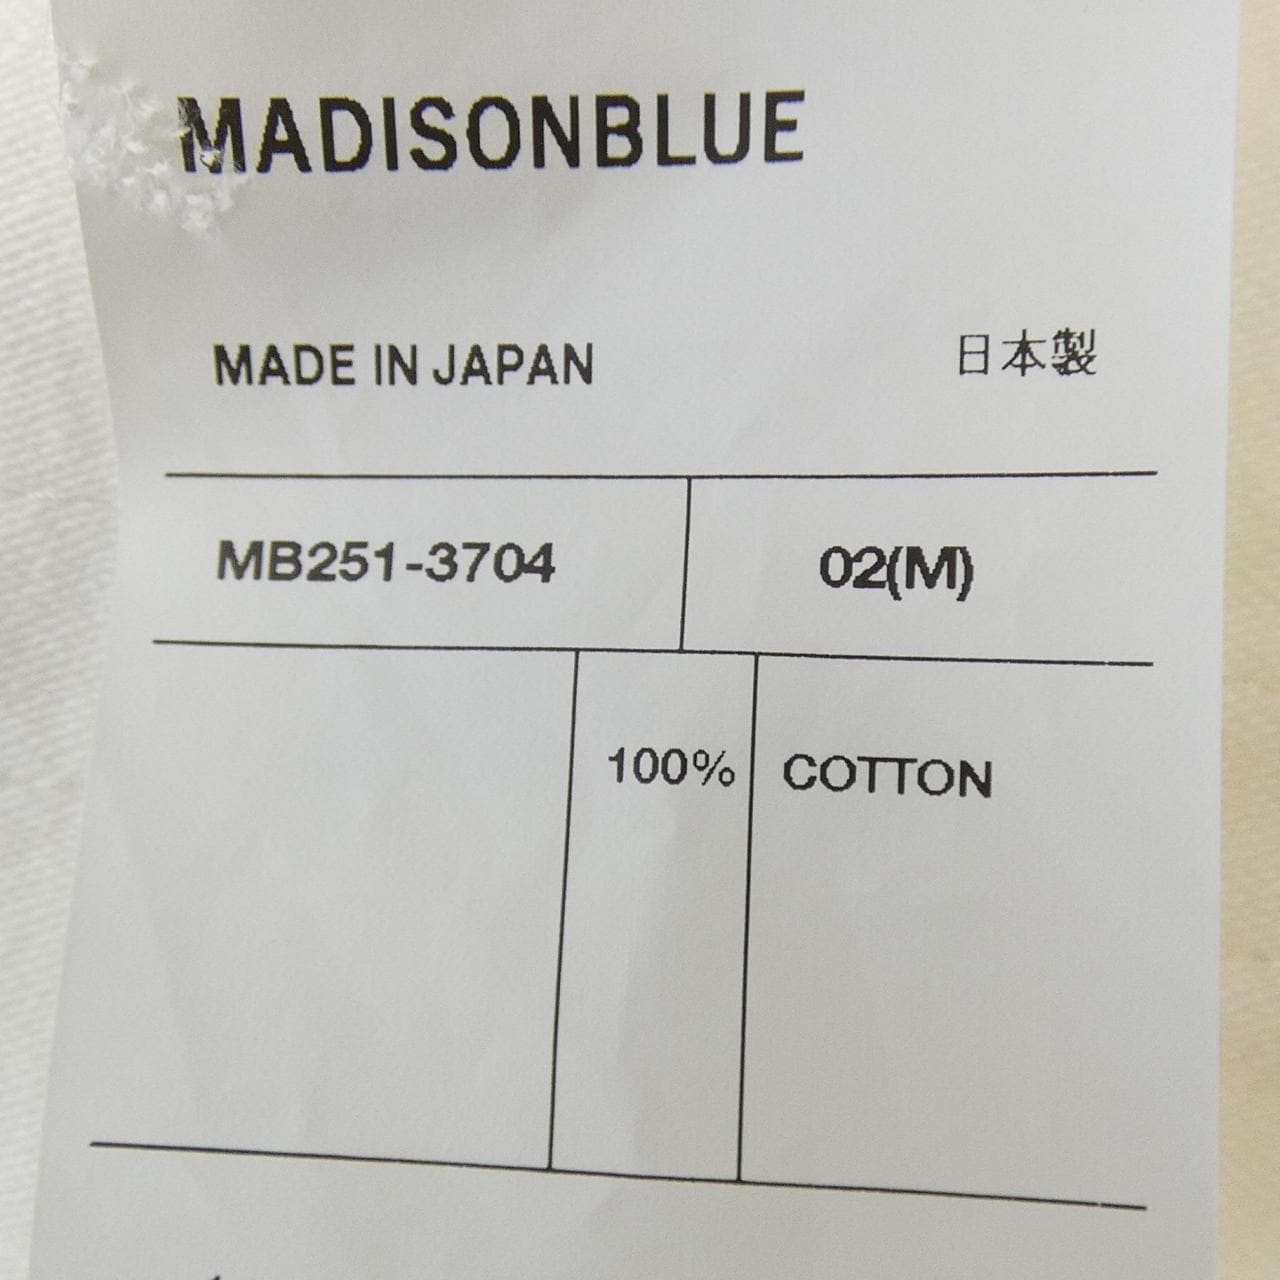 MADISONBLUE
MADE IN JAPAN 日本製
MB251-3704 02(M)
100% COTTON